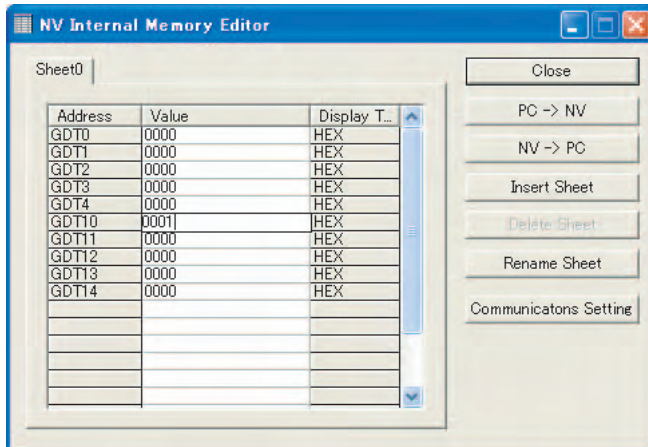 NV Internal Memory Editor
Sheet0
Address Value Display T...
GDT0 0000 HEX
GDT1 0000 HEX
GDT2 0000 HEX
GDT3 0000 HEX
GDT4 0000 HEX
GDT10 0001 HEX
GDT11 0000 HEX
GDT12 0000 HEX
GDT13 0000 HEX
GDT14 0000 HEX
Close
PC -> NV
NV -> PC
Insert Sheet
Delete Sheet
Rename Sheet
Communicatons Setting